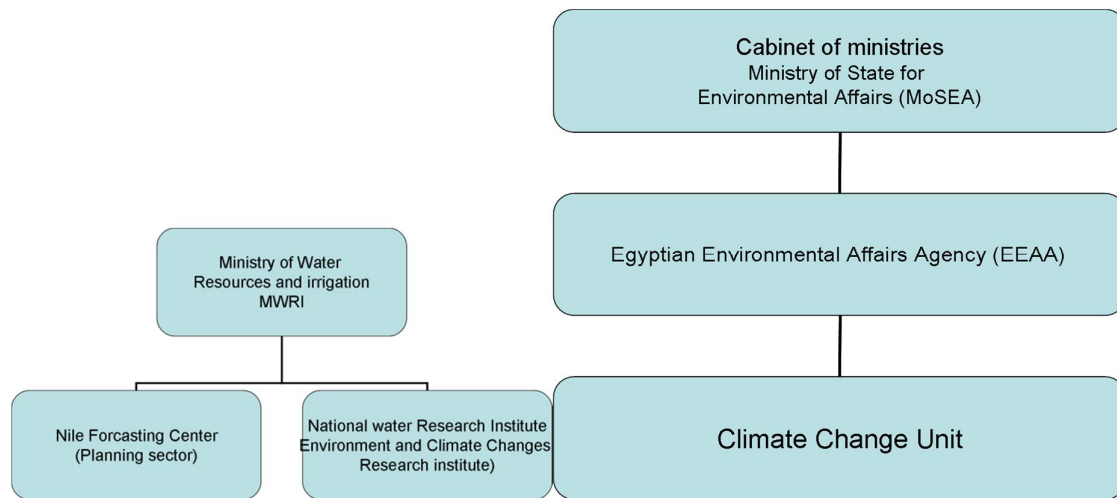 Cabinet of ministries
Ministry of State for
Environmental Affairs (MoSEA)
Egyptian Environmental Affairs Agency (EEAA)
Ministry of Water
Resources and irrigation
MWRI
Nile Forcasting Center
(Planning sector)
National water Research Institute
Environment and Climate Changes
Research institute)
Climate Change Unit